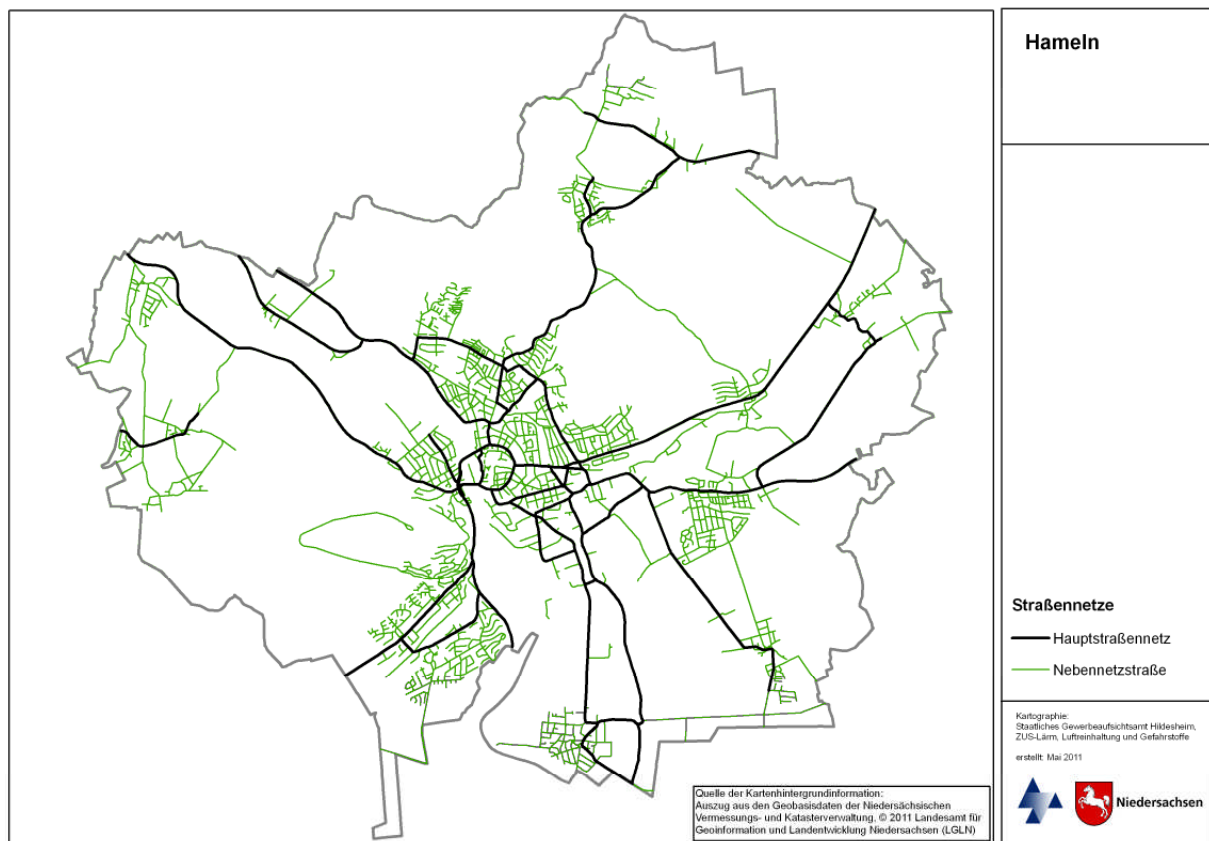 Hameln
Straßennetze
Hauptstraßennetz
Nebennetzstraße
Kartographie:
Staatliches Gewerbeaufsichtsamt Hildesheim,
ZUS-Lärm, Luftreinhaltung und Gefahrstoffe
erstellt: Mai 2011
Niedersachsen
Quelle der Kartenhintergrundinformation:
Auszug aus den Geobasisdaten der Niedersächsischen
Vermessungs- und Katasterverwaltung, © 2011 Landesamt für
Geoinformation und Landentwicklung Niedersachsen (LGLN)